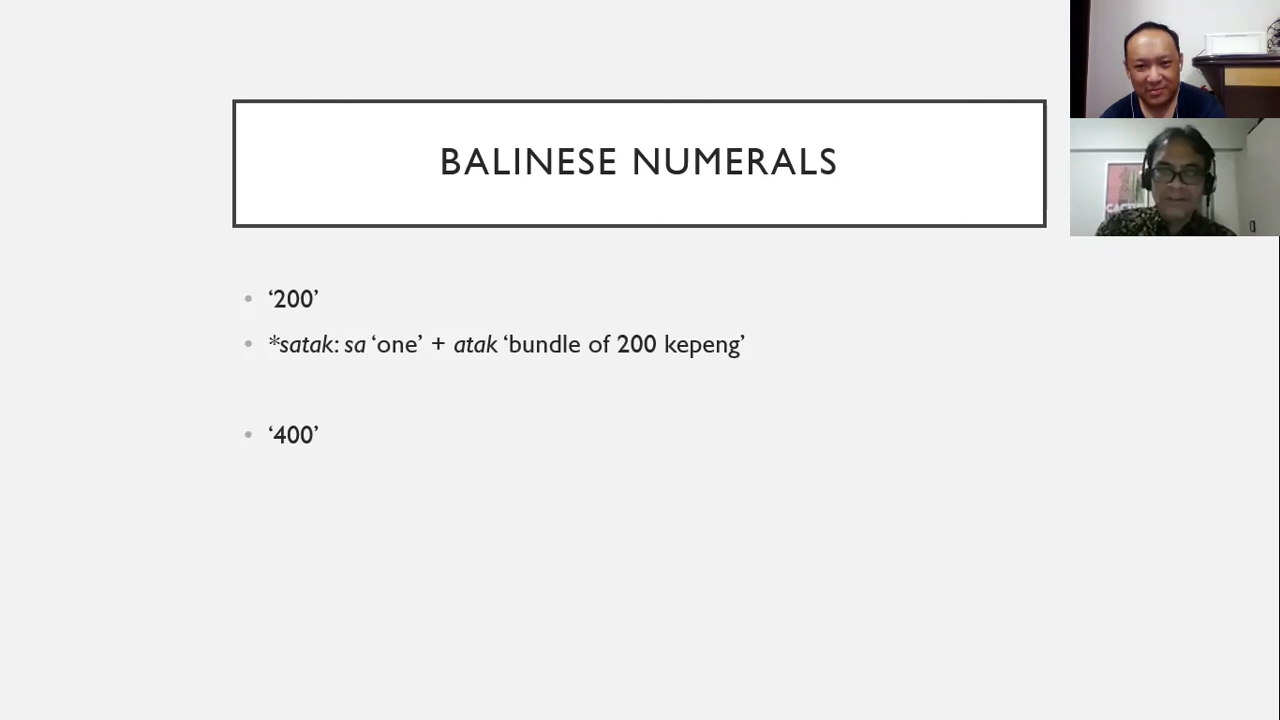 BALINESE NUMERALS
• ‘200’
• *satak: sa ‘one’ + atak ‘bundle of 200 kepeng’
• ‘400’